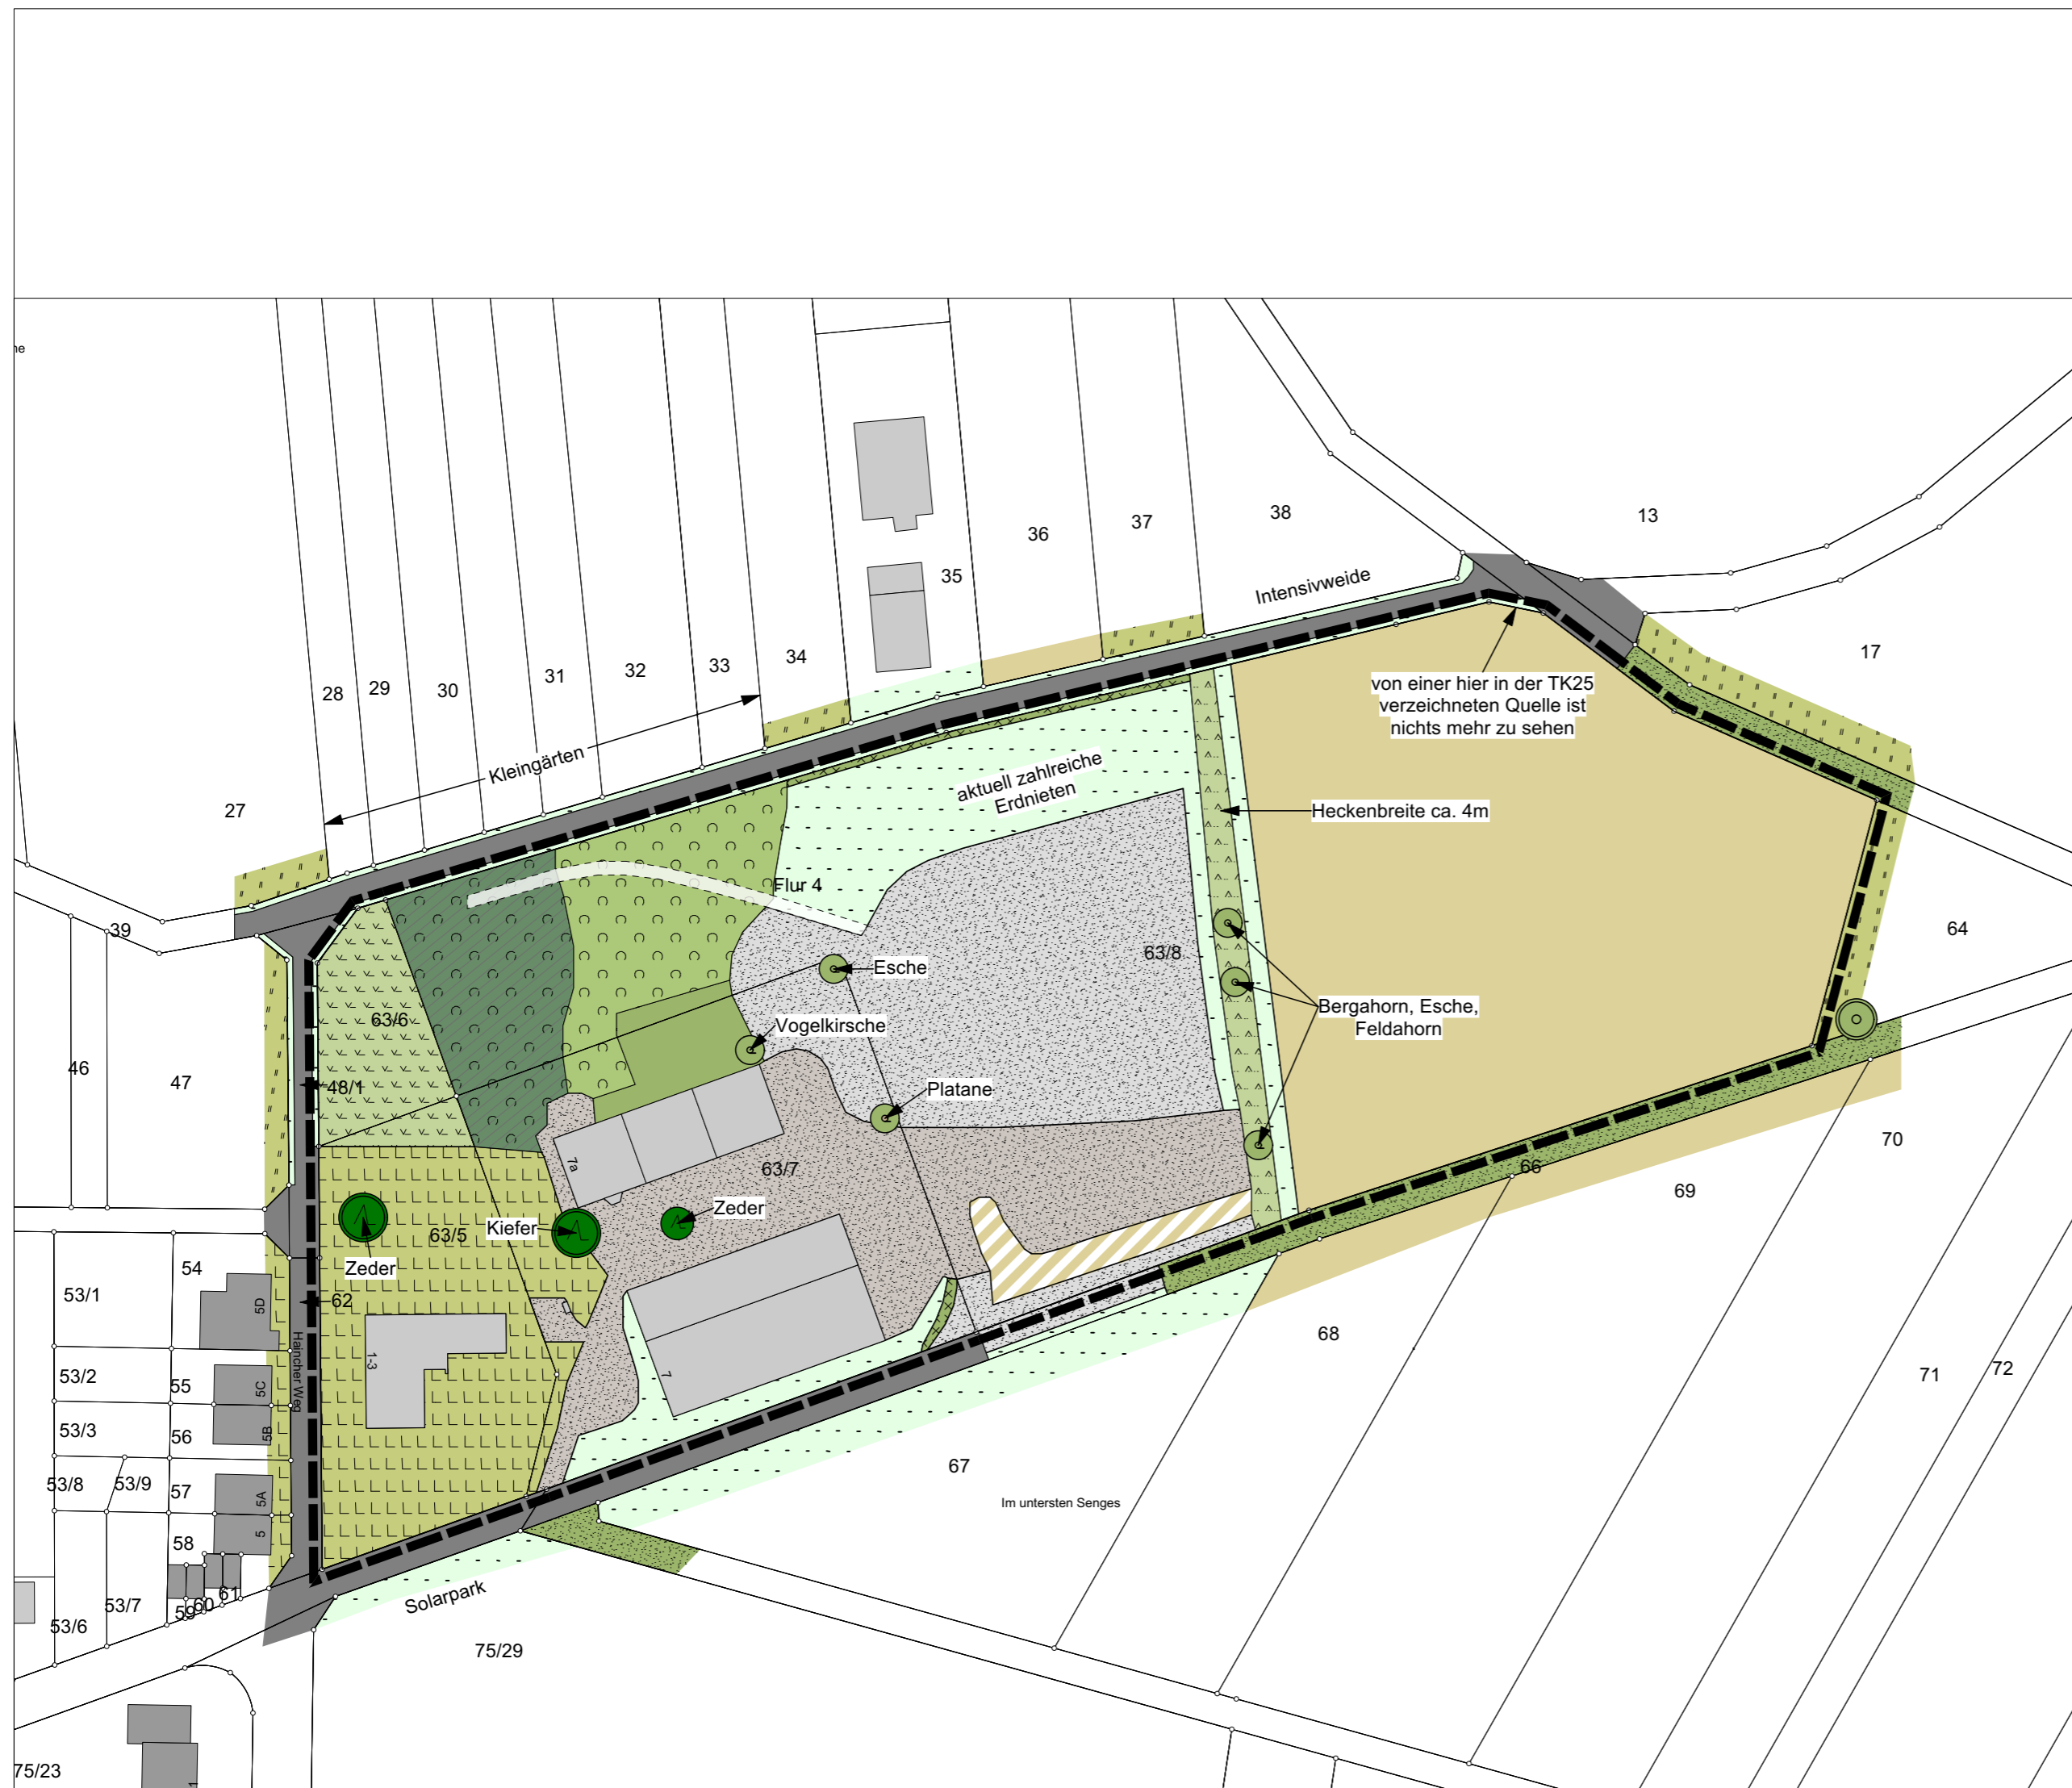 13
38
37
36
35
Intensivweide
17
34
33
32
31
30
29
28
von einer hier in der TK25
verzeichneten Quelle ist
nichts mehr zu sehen
Kleingärten
aktuell zahlreiche
Erdnieten
27
Heckenbreite ca. 4m
Flur 4
39
64
63/8
Esche
63/6
Bergahorn, Esche,
Feldahorn
Vogelkirsche
46
47
48/1
Platane
70
7a
63/7
66
69
Zeder
Kiefer
63/5
54
Zeder
53/1
5D
62
68
Haincher Weg
1-3
71
72
53/2
55
5C
7
53/3
56
5B
67
53/8
53/9
57
5A
Im untersten Senges
58
5
61
60
59
53/7
Solarpark
53/6
75/29
75/23
1